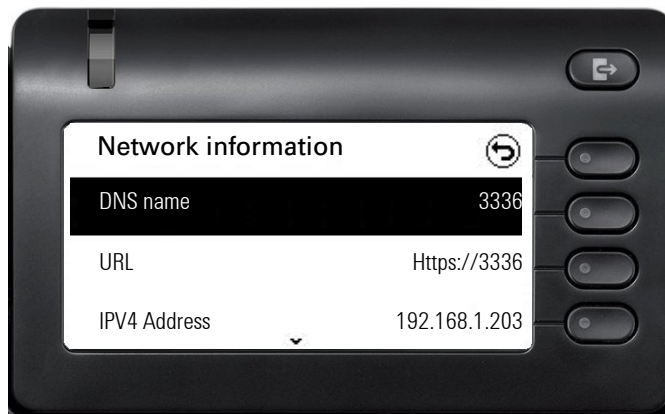 Network information
DNS name 3336
URL Https://3336
IPV4 Address 192.168.1.203